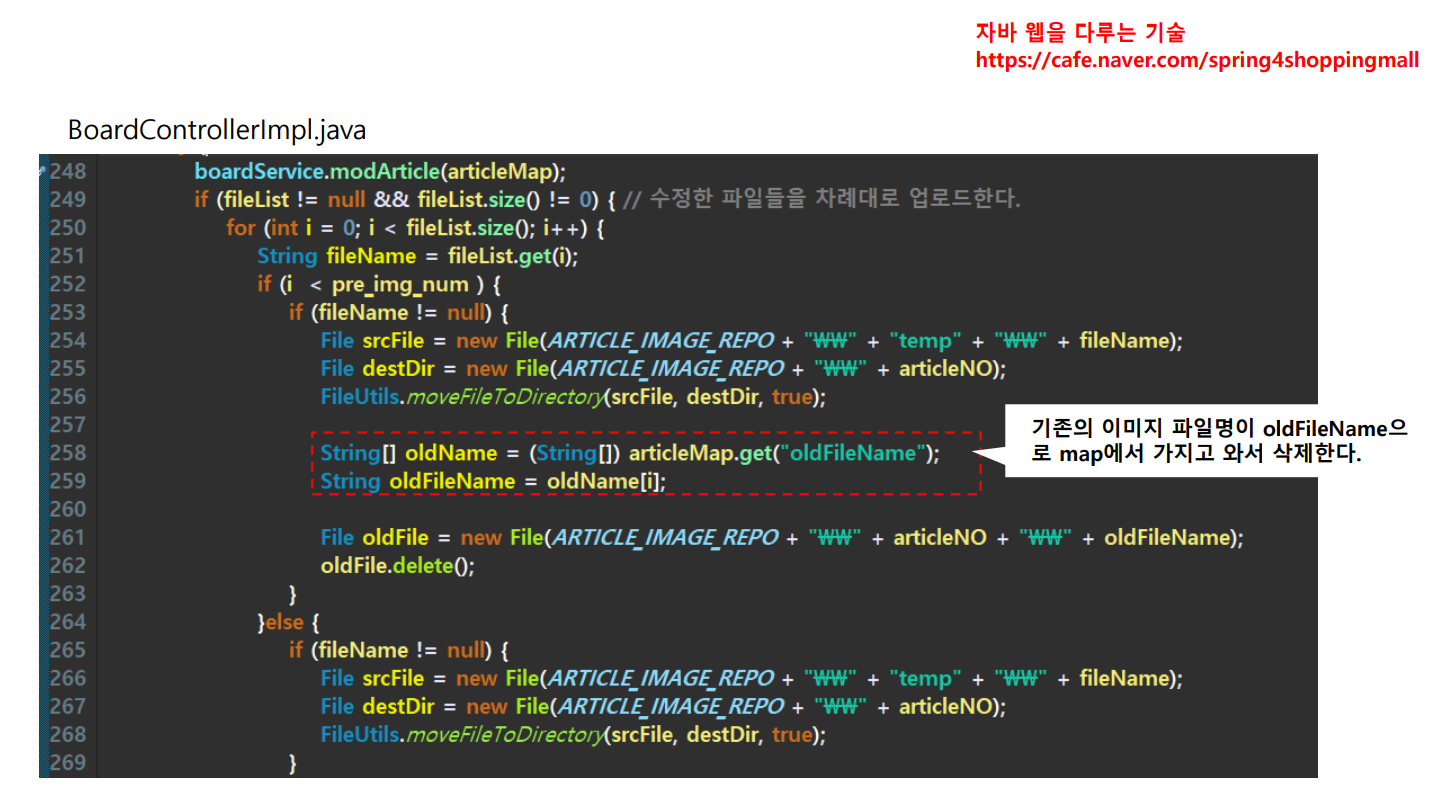 자바 웹을 다루는 기술
https://cafe.naver.com/spring4shoppingmall
BoardControllerImpl.java
248 boardService.modArticle(articleMap);
249 if (fileList != null && fileList.size() != 0) { // 수정한 파일들을 차례대로 업로드한다.
250 for (int i = 0; i < fileList.size(); i++) {
251 String fileName = fileList.get(i);
252 if (i < pre_img_num ) {
253 if (fileName != null) {
254 File srcFile = new File(ARTICLE_IMAGE_REPO + "₩₩" + "temp" + "₩₩" + fileName);
255 File destDir = new File(ARTICLE_IMAGE_REPO + "₩₩" + articleNO);
256 FileUtils.moveFileToDirectory(srcFile, destDir, true);
257
258 String[] oldName = (String[]) articleMap.get("oldFileName");
259 String oldFileName = oldName[i];
260
261 File oldFile = new File(ARTICLE_IMAGE_REPO + "₩₩" + articleNO + "₩₩" + oldFileName);
262 oldFile.delete();
263 }
264 }else {
265 if (fileName != null) {
266 File srcFile = new File(ARTICLE_IMAGE_REPO + "₩₩" + "temp" + "₩₩" + fileName);
267 File destDir = new File(ARTICLE_IMAGE_REPO + "₩₩" + articleNO);
268 FileUtils.moveFileToDirectory(srcFile, destDir, true);
269 }
기존의 이미지 파일명이 oldFileName으
로 map에서 가지고 와서 삭제한다.